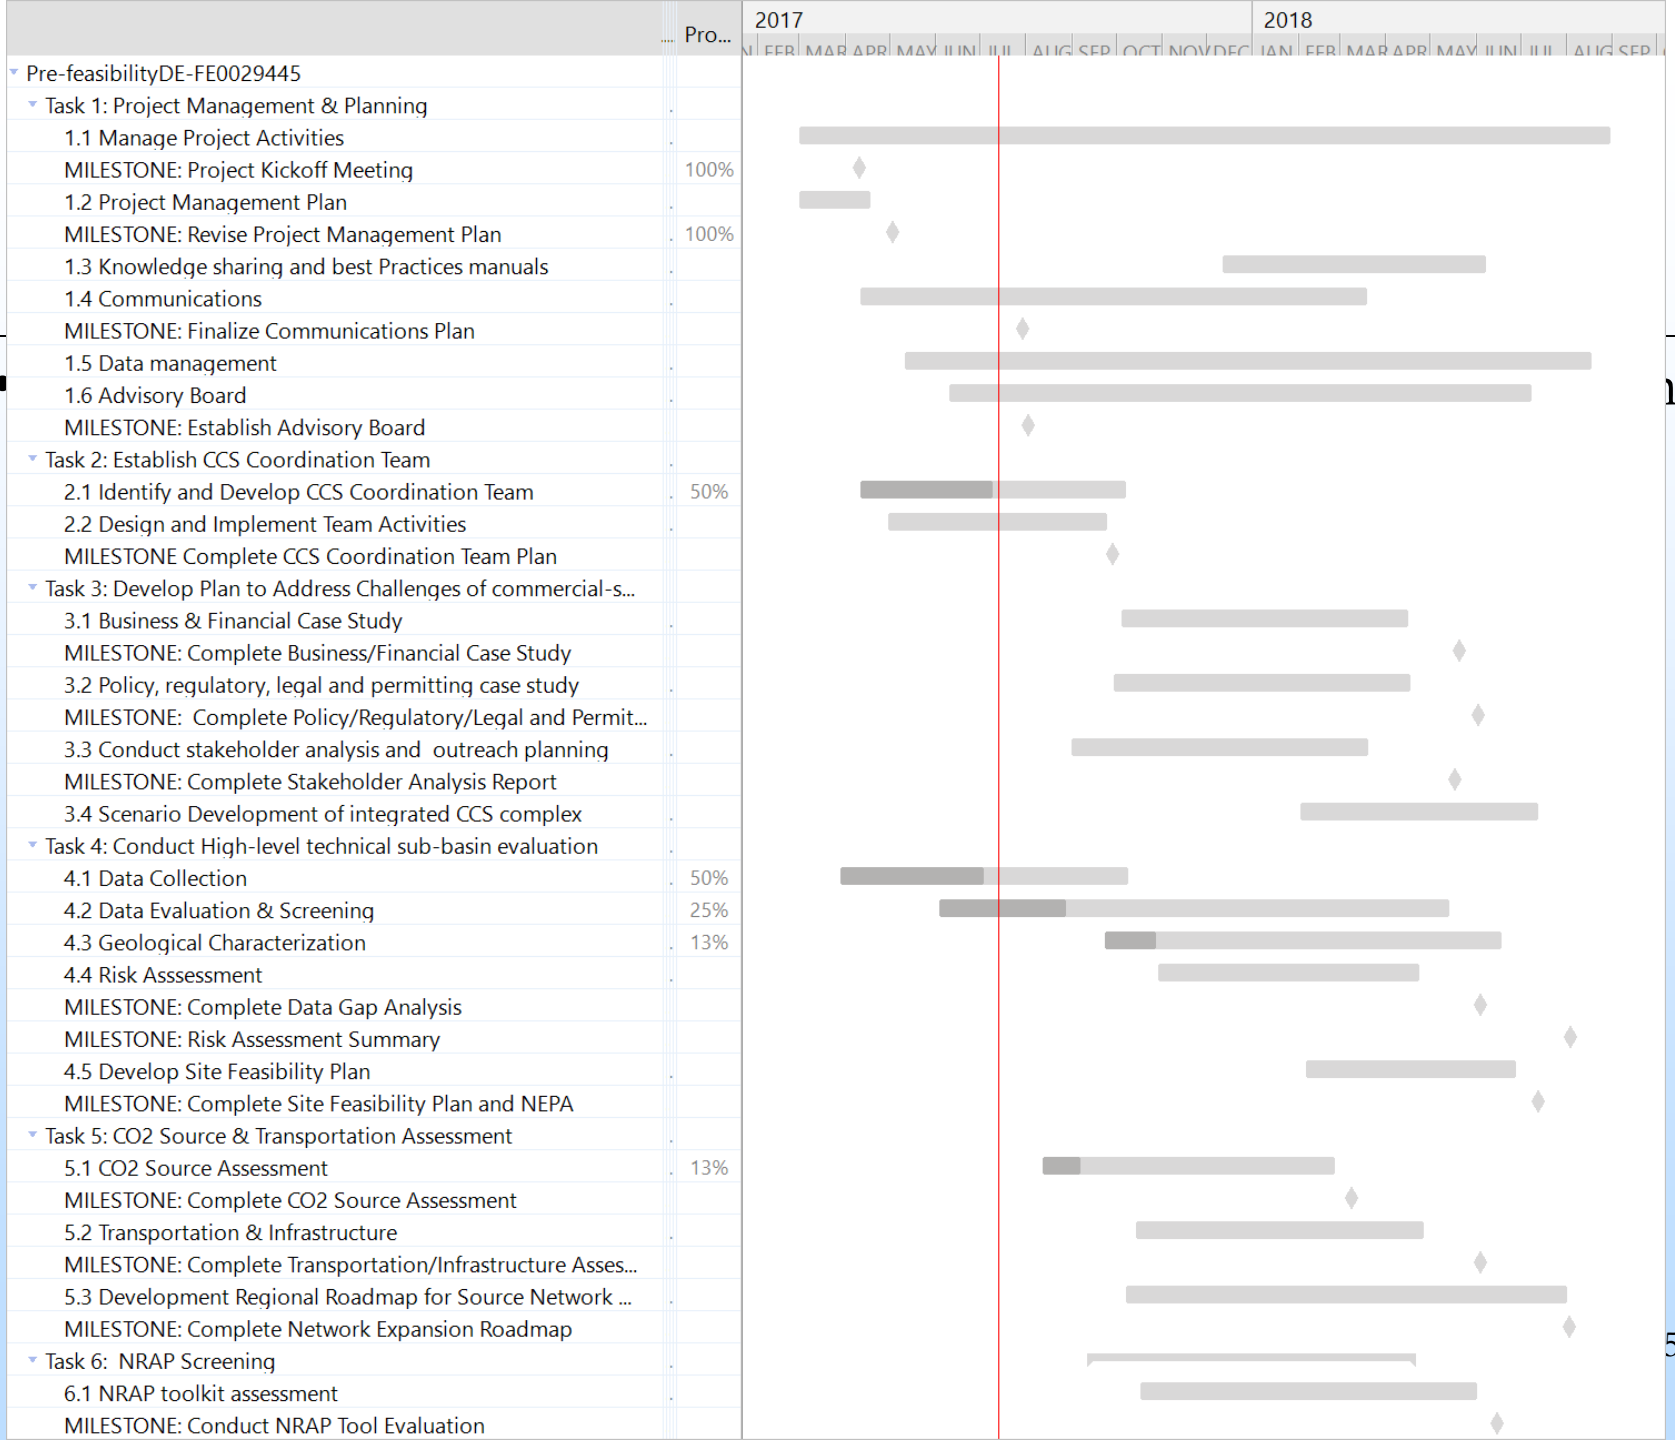 ..... Pro... 2017 2018
N FEB MAR APR MAY JUN JUL AUG SEP OCT NOV DEC JAN FEB MAR APR MAY JUN JUL AUG SEP
Pre-feasibilityDE-FE0029445
Task 1: Project Management & Planning
1.1 Manage Project Activities
MILESTONE: Project Kickoff Meeting 100%
1.2 Project Management Plan
MILESTONE: Revise Project Management Plan 100%
1.3 Knowledge sharing and best Practices manuals
1.4 Communications
MILESTONE: Finalize Communications Plan
1.5 Data management
1.6 Advisory Board
MILESTONE: Establish Advisory Board
Task 2: Establish CCS Coordination Team
2.1 Identify and Develop CCS Coordination Team 50%
2.2 Design and Implement Team Activities
MILESTONE Complete CCS Coordination Team Plan
Task 3: Develop Plan to Address Challenges of commercial-s...
3.1 Business & Financial Case Study
MILESTONE: Complete Business/Financial Case Study
3.2 Policy, regulatory, legal and permitting case study
MILESTONE:  Complete Policy/Regulatory/Legal and Permit...
3.3 Conduct stakeholder analysis and  outreach planning
MILESTONE: Complete Stakeholder Analysis Report
3.4 Scenario Development of integrated CCS complex
Task 4: Conduct High-level technical sub-basin evaluation
4.1 Data Collection 50%
4.2 Data Evaluation & Screening 25%
4.3 Geological Characterization 13%
4.4 Risk Asssessment
MILESTONE: Complete Data Gap Analysis
MILESTONE: Risk Assessment Summary
4.5 Develop Site Feasibility Plan
MILESTONE: Complete Site Feasibility Plan and NEPA
Task 5: CO2 Source & Transportation Assessment
5.1 CO2 Source Assessment 13%
MILESTONE: Complete CO2 Source Assessment
5.2 Transportation & Infrastructure
MILESTONE: Complete Transportation/Infrastructure Asses...
5.3 Development Regional Roadmap for Source Network ...
MILESTONE: Complete Network Expansion Roadmap
5
Task 6:  NRAP Screening
6.1 NRAP toolkit assessment
MILESTONE: Conduct NRAP Tool Evaluation